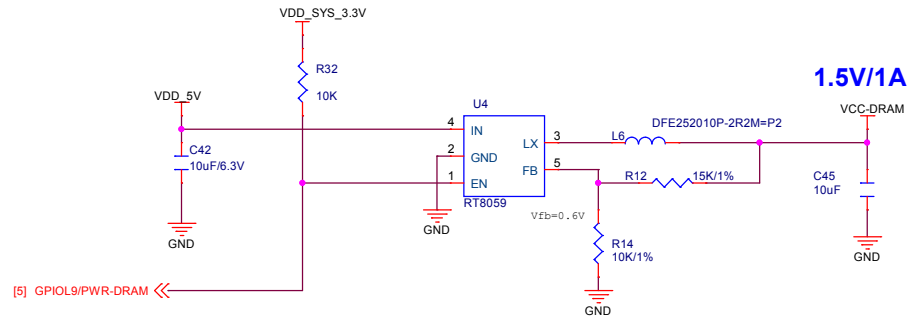 VDD_SYS_3.3V
R32
10K
1.5V/1A
VDD_5V
U4
VCC-DRAM
DFE252010P-2R2M=P2
4 IN
LX 3 L6
C42
10uF/6.3V
2 GND
FB 5
R12 15K/1%
C45
10uF
1 EN
RT8059
Vfb=0.6V
GND
GND
R14
10K/1%
GND
GND
[5] GPIOL9/PWR-DRAM